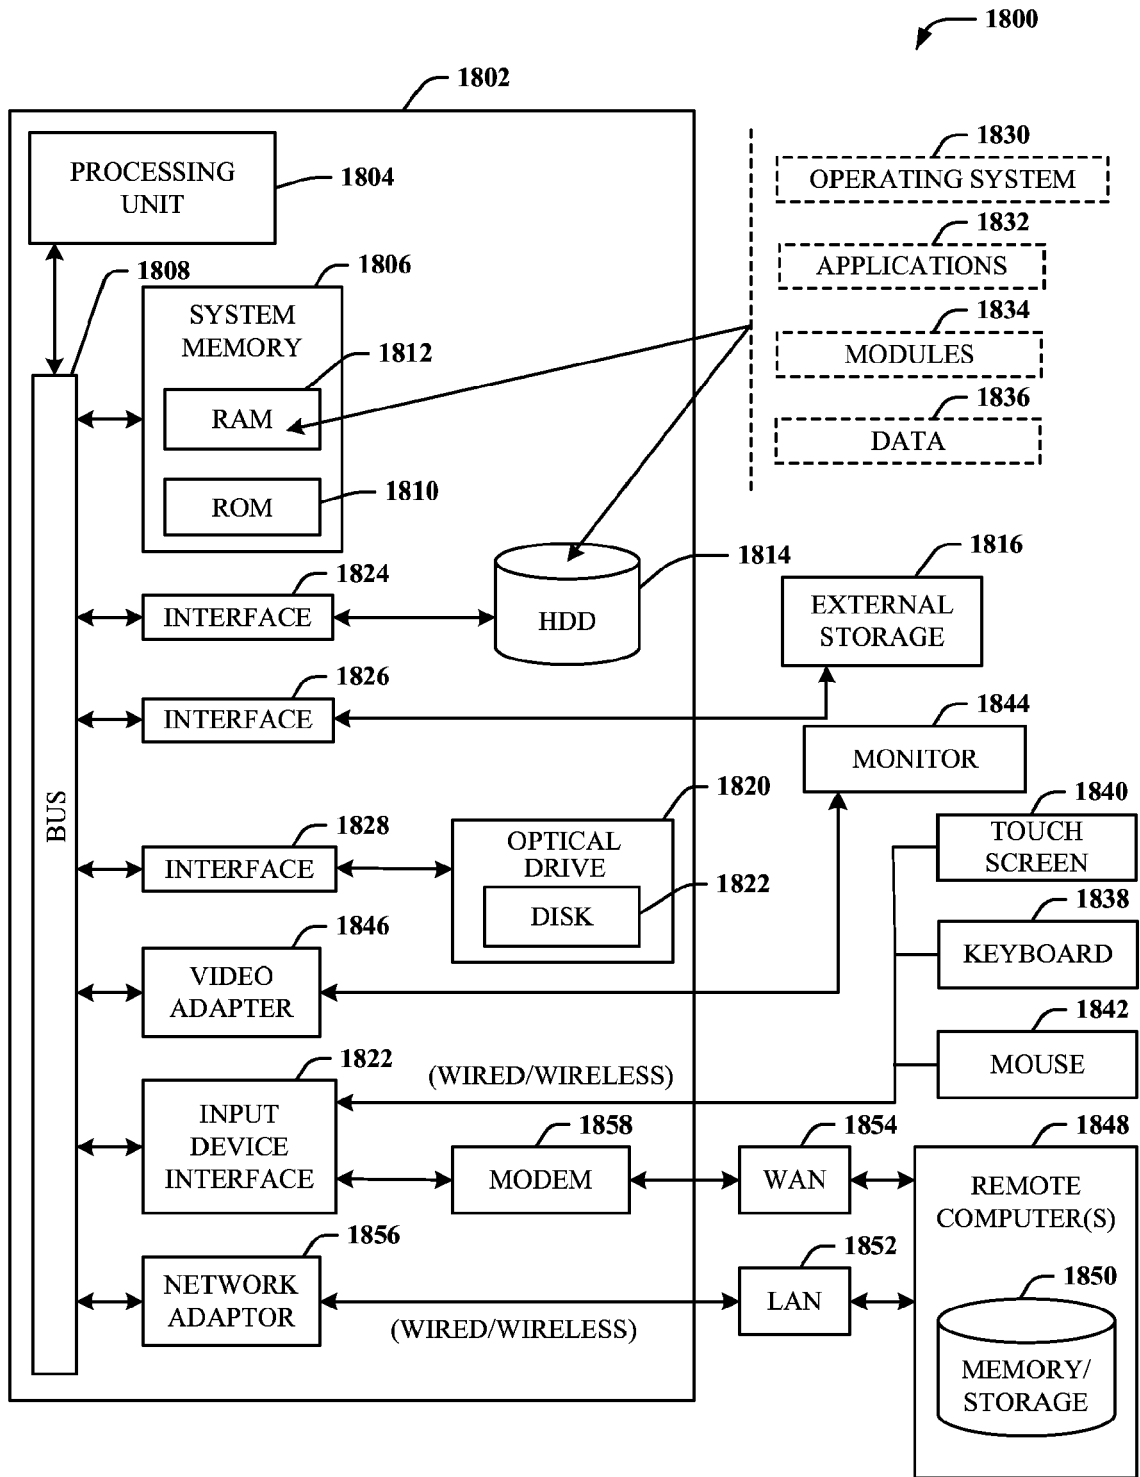 1800
1802
PROCESSING
UNIT
1804
1830
OPERATING SYSTEM
1832
APPLICATIONS
1834
MODULES
1836
DATA
1808
BUS
1806
SYSTEM
MEMORY
1812
RAM
1810
ROM
1824
INTERFACE
1814
HDD
1816
EXTERNAL
STORAGE
1826
INTERFACE
1844
MONITOR
1828
INTERFACE
1820
OPTICAL
DRIVE
1822
DISK
1840
TOUCH
SCREEN
1838
KEYBOARD
1842
MOUSE
1846
VIDEO
ADAPTER
1822
INPUT
DEVICE
INTERFACE
(WIRED/WIRELESS)
1858
MODEM
1854
WAN
1848
REMOTE
COMPUTER(S)
1856
NETWORK
ADAPTOR
(WIRED/WIRELESS)
1852
LAN
1850
MEMORY/
STORAGE